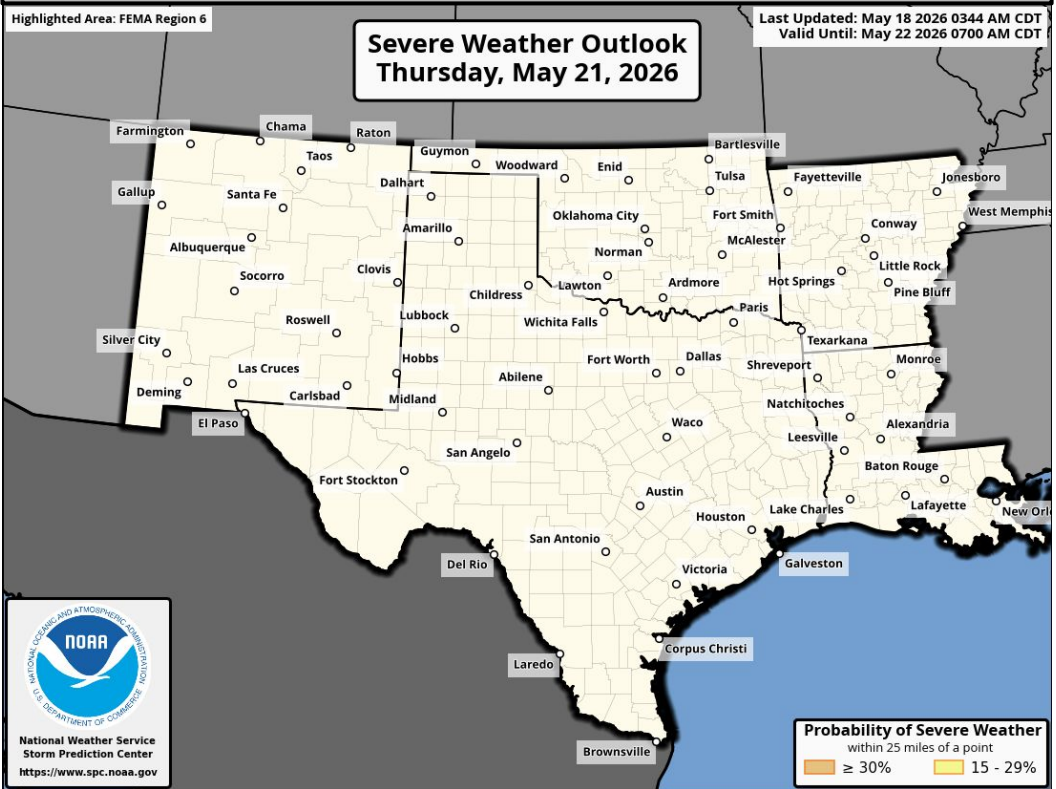 Highlighted Area: FEMA Region 6
Severe Weather Outlook
Thursday, May 21, 2026
Last Updated: May 18 2026 0344 AM CDT
Valid Until: May 22 2026 0700 AM CDT
Farmington
Chama
Raton
Taos
Guymon
Woodward
Enid
Bartlesville
Tulsa
Fayetteville
Jonesboro
Gallup
Santa Fe
Dalhart
Amarillo
Oklahoma City
Fort Smith
West Memphis
Conway
Albuquerque
Norman
McAlester
Little Rock
Socorro
Clovis
Childress
Lawton
Ardmore
Hot Springs
Pine Bluff
Roswell
Lubbock
Wichita Falls
Paris
Texarkana
Silver City
Hobbs
Fort Worth
Dallas
Shreveport
Monroe
Las Cruces
Abilene
Deming
Carlsbad
Midland
Natchitoches
El Paso
Waco
Leesville
Alexandria
San Angelo
Fort Stockton
Baton Rouge
Austin
Houston
Lake Charles
Lafayette
New Orl
San Antonio
Del Rio
Victoria
Galveston
Laredo
Corpus Christi
Brownsville
NATIONAL OCEANIC AND ATMOSPHERIC ADMINISTRATION
NOAA
U.S. DEPARTMENT OF COMMERCE
National Weather Service
Storm Prediction Center
https://www.spc.noaa.gov
Probability of Severe Weather
within 25 miles of a point
≥ 30%
15 - 29%